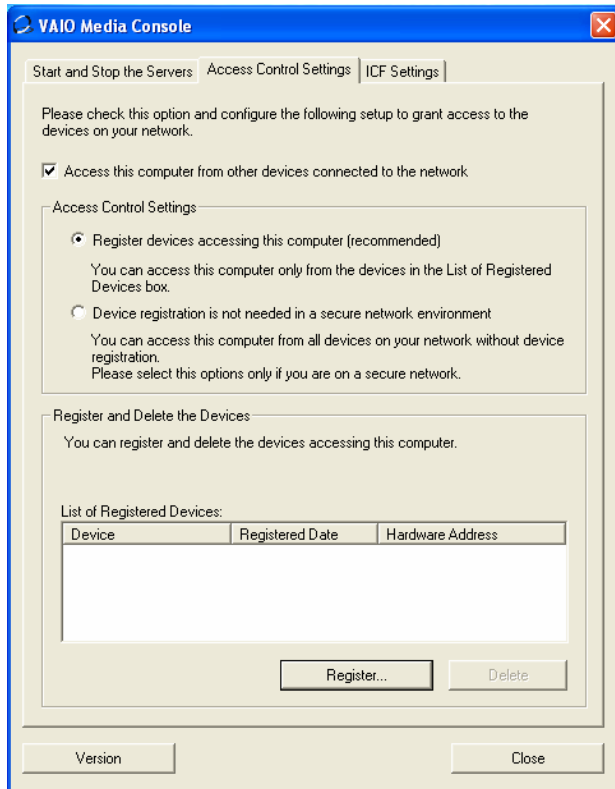 VAIO Media Console
Start and Stop the Servers
Access Control Settings
ICF Settings
Please check this option and configure the following setup to grant access to the
devices on your network.
Access this computer from other devices connected to the network
Access Control Settings
Register devices accessing this computer (recommended)
You can access this computer only from the devices in the List of Registered
Devices box.
Device registration is not needed in a secure network environment
You can access this computer from all devices on your network without device
registration.
Please select this options only if you are on a secure network.
Register and Delete the Devices
You can register and delete the devices accessing this computer.
List of Registered Devices:
Device Registered Date Hardware Address
Register... Delete
Version Close